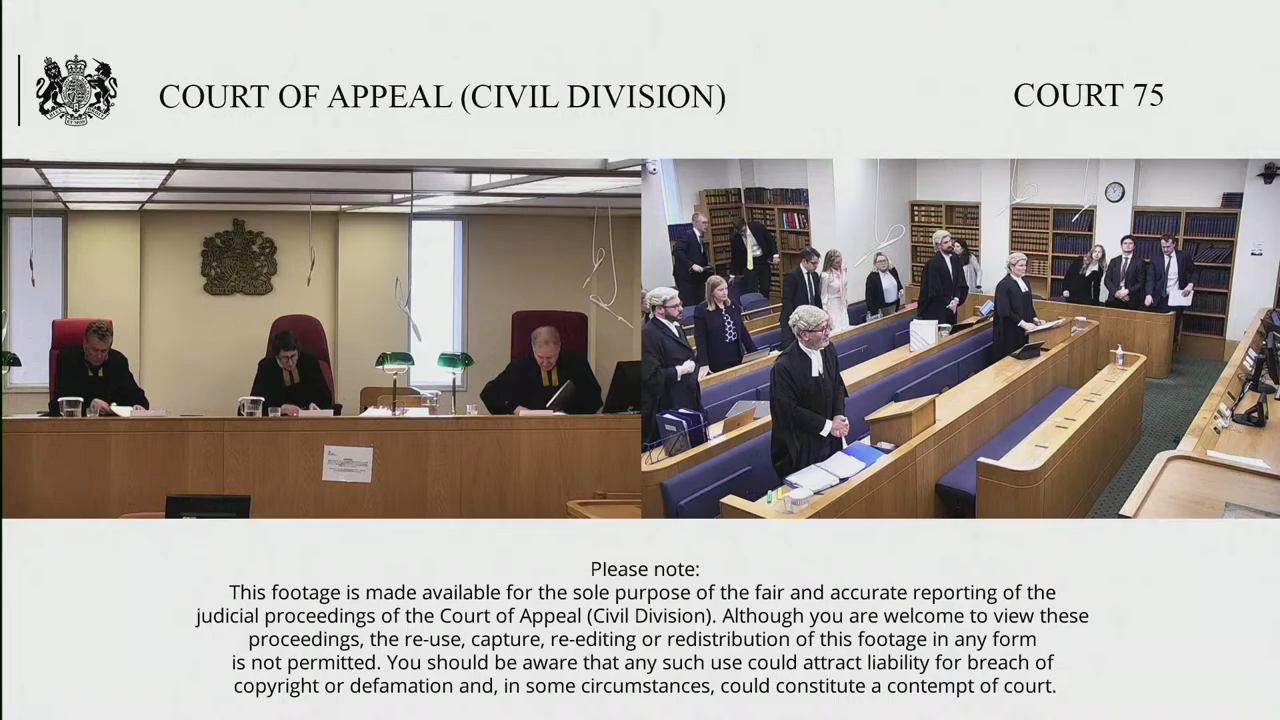 COURT OF APPEAL (CIVIL DIVISION)
COURT 75
Please note:
This footage is made available for the sole purpose of the fair and accurate reporting of the
judicial proceedings of the Court of Appeal (Civil Division). Although you are welcome to view these
proceedings, the re-use, capture, re-editing or redistribution of this footage in any form
is not permitted. You should be aware that any such use could attract liability for breach of
copyright or defamation and, in some circumstances, could constitute a contempt of court.